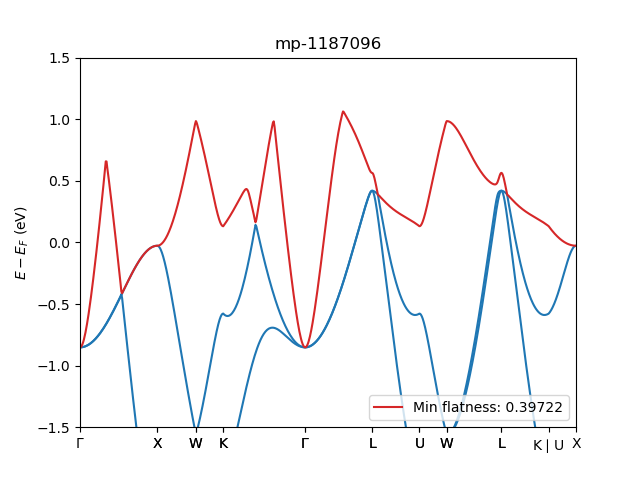 mp-1187096
E − E_F (eV)
1.5
1.0
0.5
0.0
−0.5
−1.0
−1.5
Min flatness: 0.39722
Γ X W K Γ L U W L K | U X